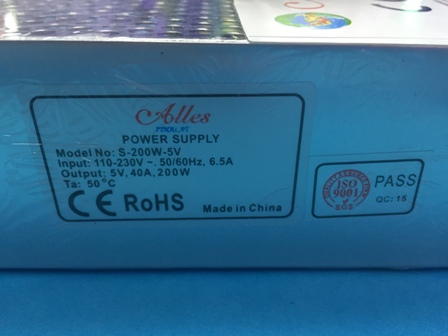 Alles
POWER SUPPLY
Model No: S-200W-5V
Input: 110-230V ~, 50/60Hz, 6.5A
Output: 5V, 40A, 200W
Ta: 50°C
CE RoHS Made in China
ISO
9001
SGS
PASS
QC: 15